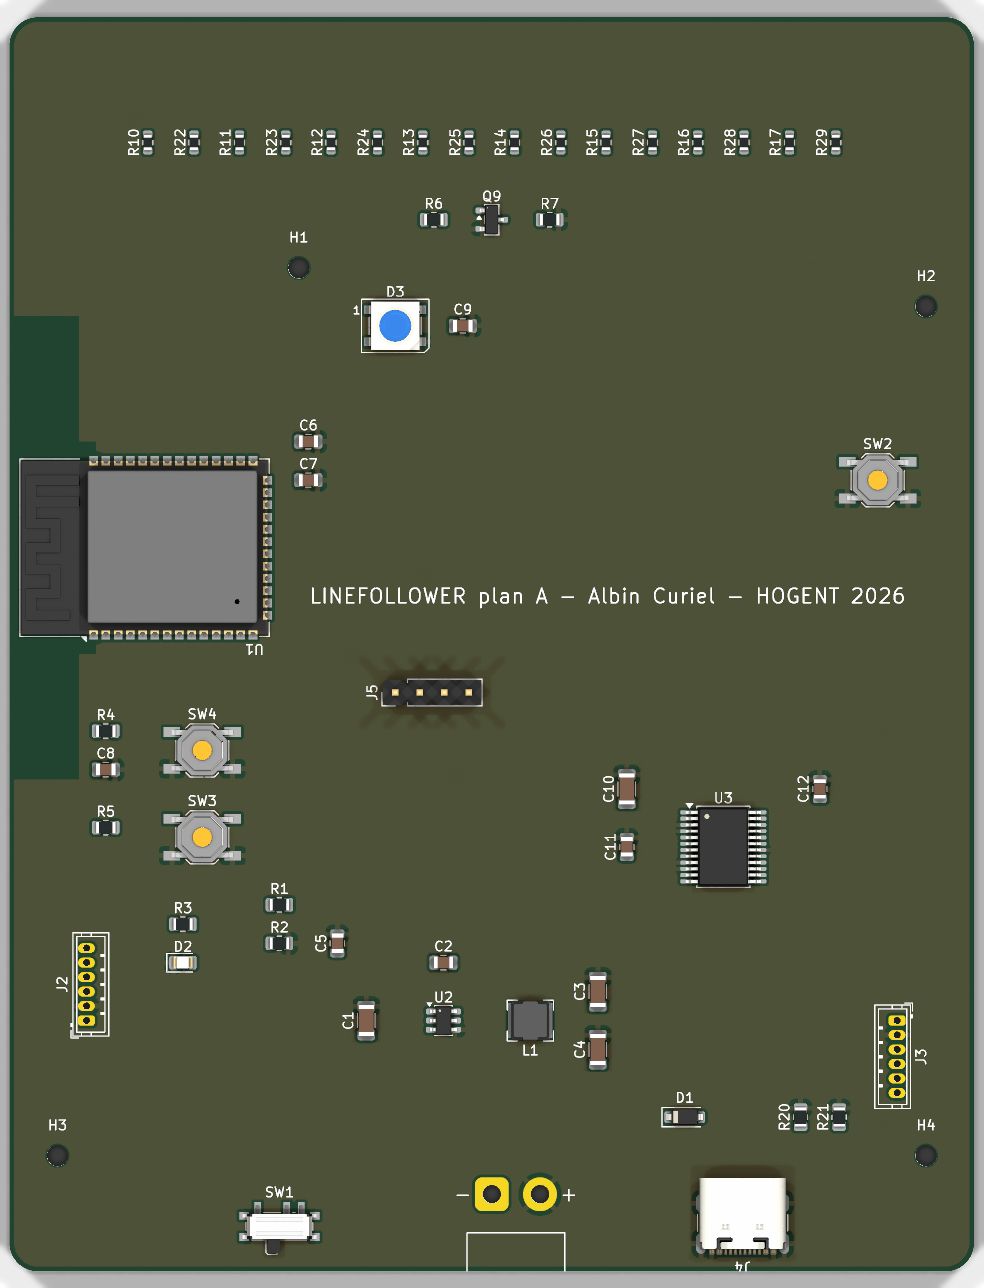 R10 R22 R11 R23 R12 R24 R13 R25 R14 R26 R15 R27 R16 R28 R17 R29
R6 Q9 R7
H1
H2
D3
1
C9
C6
SW2
C7
LINEFOLLOWER plan A – Albin Curiel – HOGENT 2026
U1
J5
R4 SW4
C8
C10 U3 C12
SW3
R5
C11
R1
R3
R2 C5
D2 C2
J2
U2 C3
C1
L1 C4
J3
D1
R20 R21
H3
H4
SW1
− +
J4